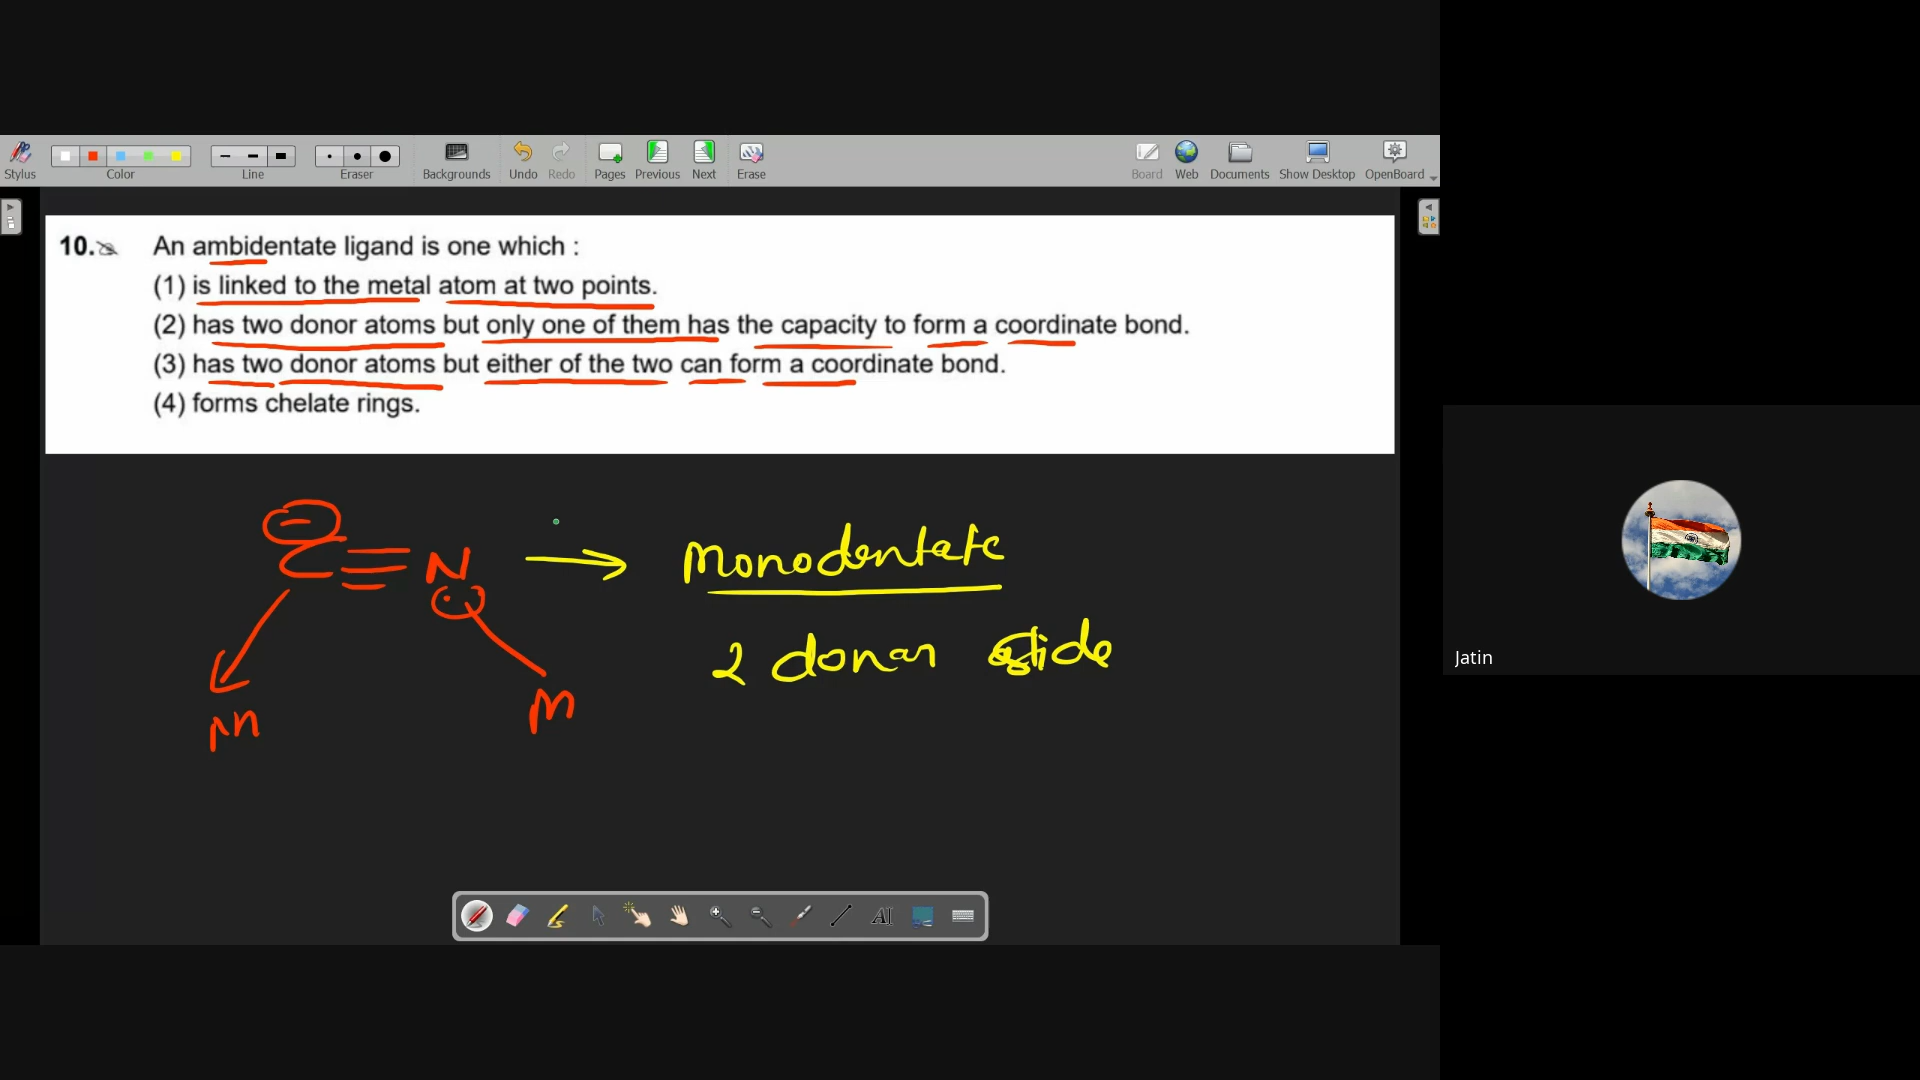 Stylus
Color
Line
Eraser
Backgrounds
Undo
Redo
Pages
Previous
Next
Erase
Board
Web
Documents
Show Desktop
OpenBoard
10. An ambidentate ligand is one which :
(1) is linked to the metal atom at two points.
(2) has two donor atoms but only one of them has the capacity to form a coordinate bond.
(3) has two donor atoms but either of the two can form a coordinate bond.
(4) forms chelate rings.
C≡N → Monodentate
M M
2 donar side
AI
Jatin